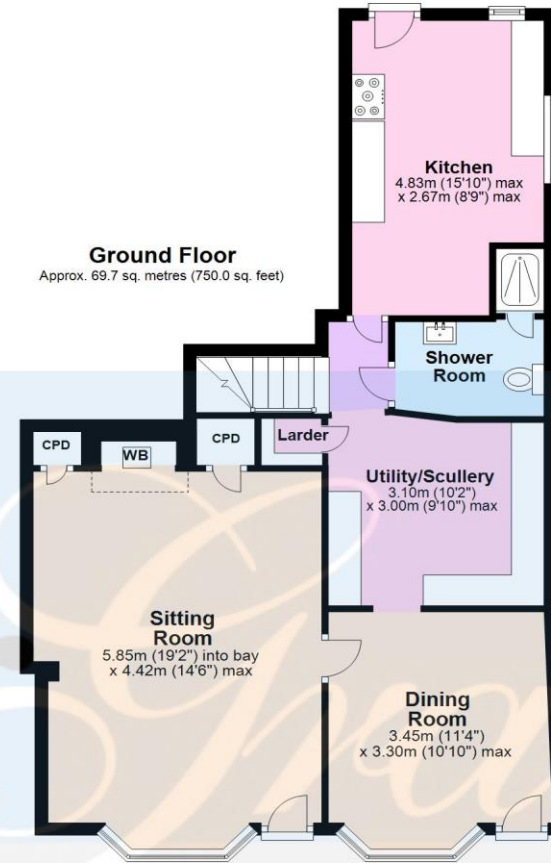 Kitchen
4.83m (15'10") max
x 2.67m (8'9") max
Ground Floor
Approx. 69.7 sq. metres (750.0 sq. feet)
Shower
Room
CPD
WB
CPD
Larder
Utility/Scullery
3.10m (10'2")
x 3.00m (9'10") max
Sitting
Room
5.85m (19'2") into bay
x 4.42m (14'6") max
Dining
Room
3.45m (11'4")
x 3.30m (10'10") max